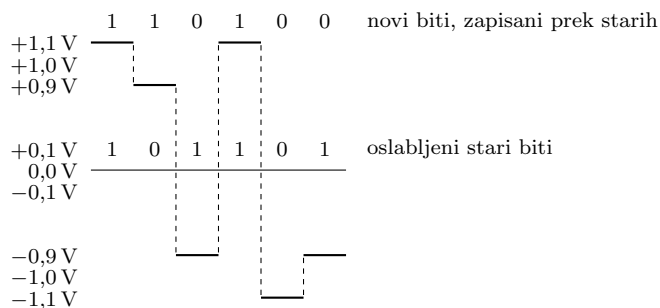 1 1 0 1 0 0 novi biti, zapisani prek starih
+1,1 V
+1,0 V
+0,9 V
+0,1 V 1 0 1 1 0 1 oslabljeni stari biti
0,0 V
−0,1 V
−0,9 V
−1,0 V
−1,1 V